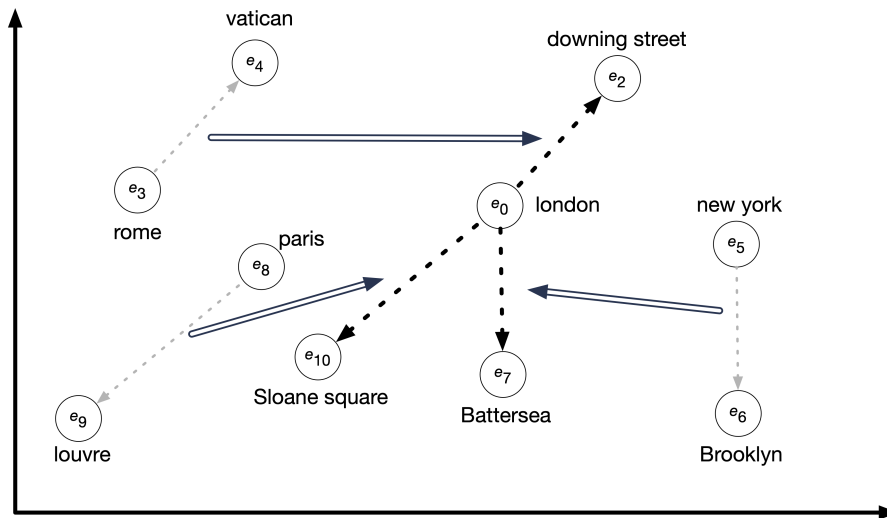 vatican
e4
downing street
e2
e3
rome
e0 london
new york
e5
paris
e8
e10
Sloane square
e7
Battersea
e9
louvre
e6
Brooklyn